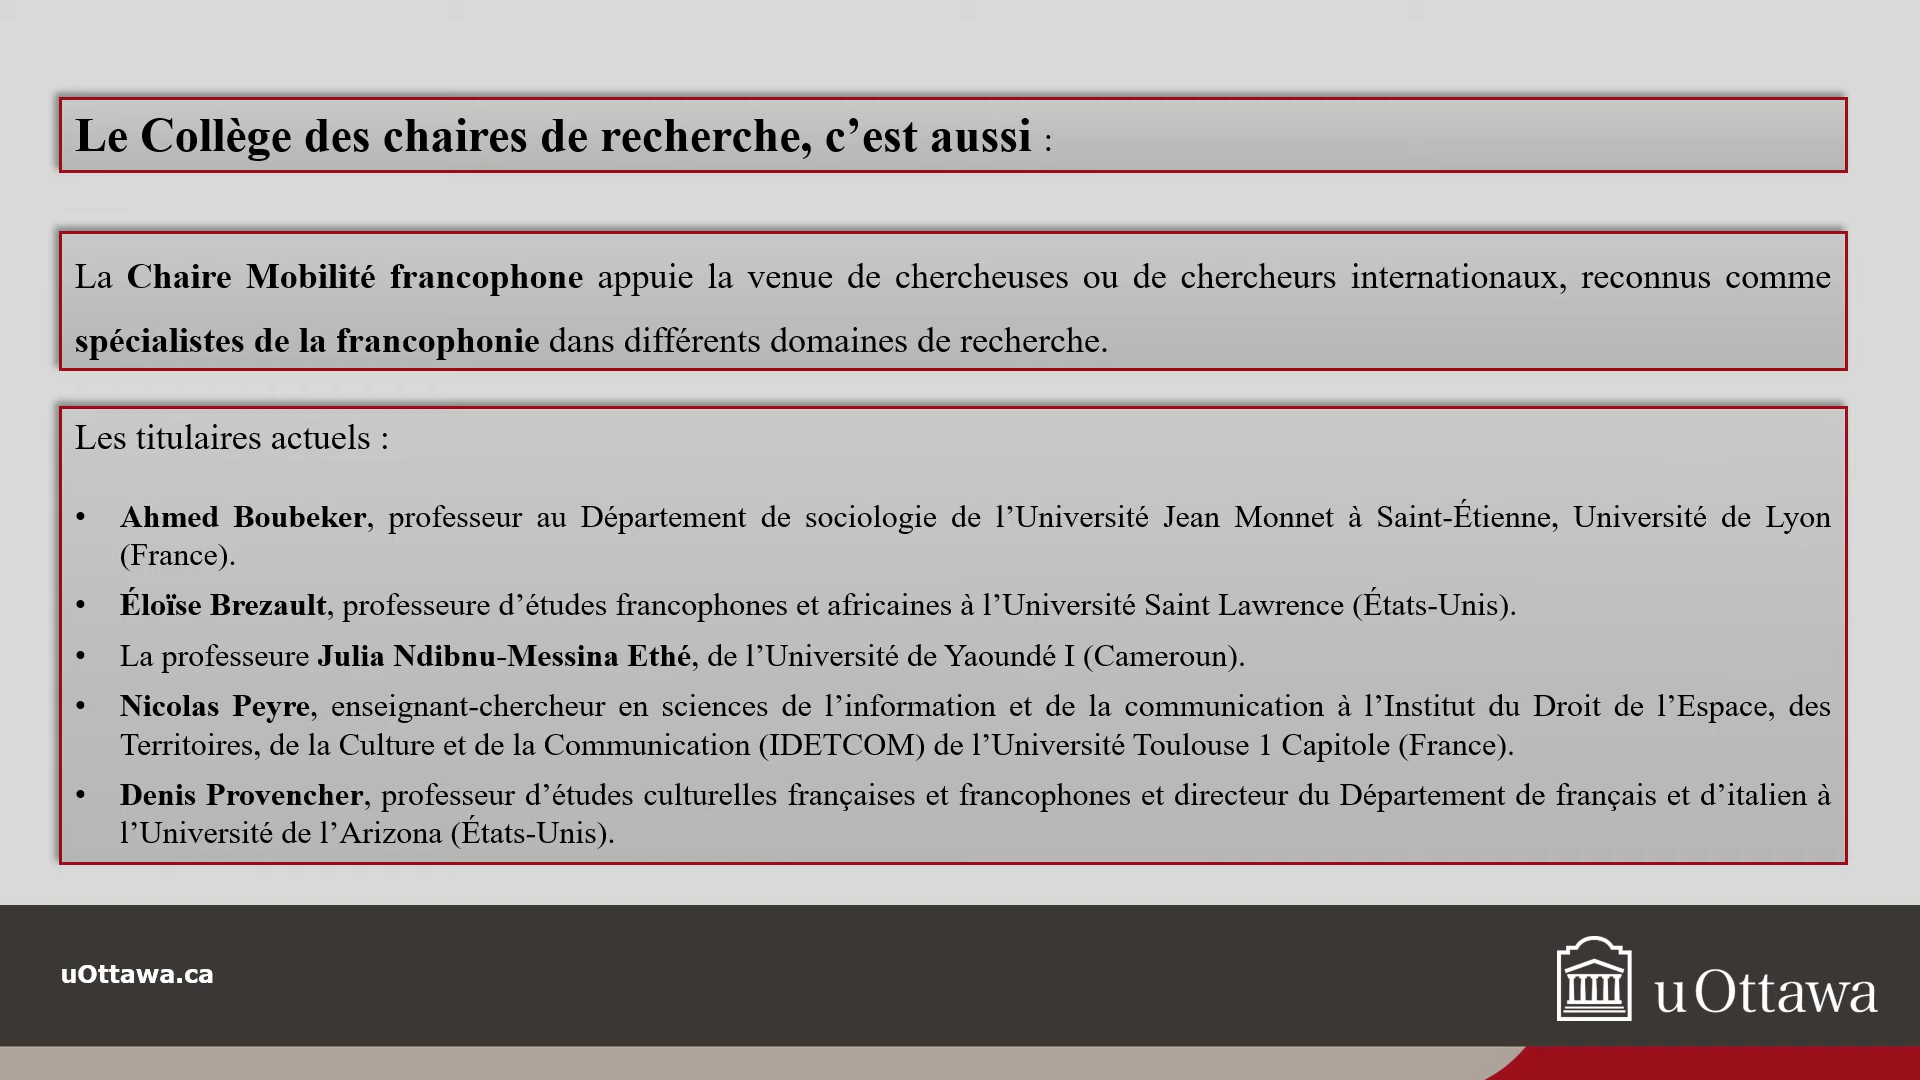 Le Collège des chaires de recherche, c’est aussi :
La Chaire Mobilité francophone appuie la venue de chercheuses ou de chercheurs internationaux, reconnus comme
spécialistes de la francophonie dans différents domaines de recherche.
Les titulaires actuels :
• Ahmed Boubeker, professeur au Département de sociologie de l’Université Jean Monnet à Saint-Étienne, Université de Lyon
(France).
• Éloïse Brezault, professeure d’études francophones et africaines à l’Université Saint Lawrence (États-Unis).
• La professeure Julia Ndibnu-Messina Ethé, de l’Université de Yaoundé I (Cameroun).
• Nicolas Peyre, enseignant-chercheur en sciences de l’information et de la communication à l’Institut du Droit de l’Espace, des
Territoires, de la Culture et de la Communication (IDETCOM) de l’Université Toulouse 1 Capitole (France).
• Denis Provencher, professeur d’études culturelles françaises et francophones et directeur du Département de français et d’italien à
l’Université de l’Arizona (États-Unis).
uOttawa.ca
uOttawa